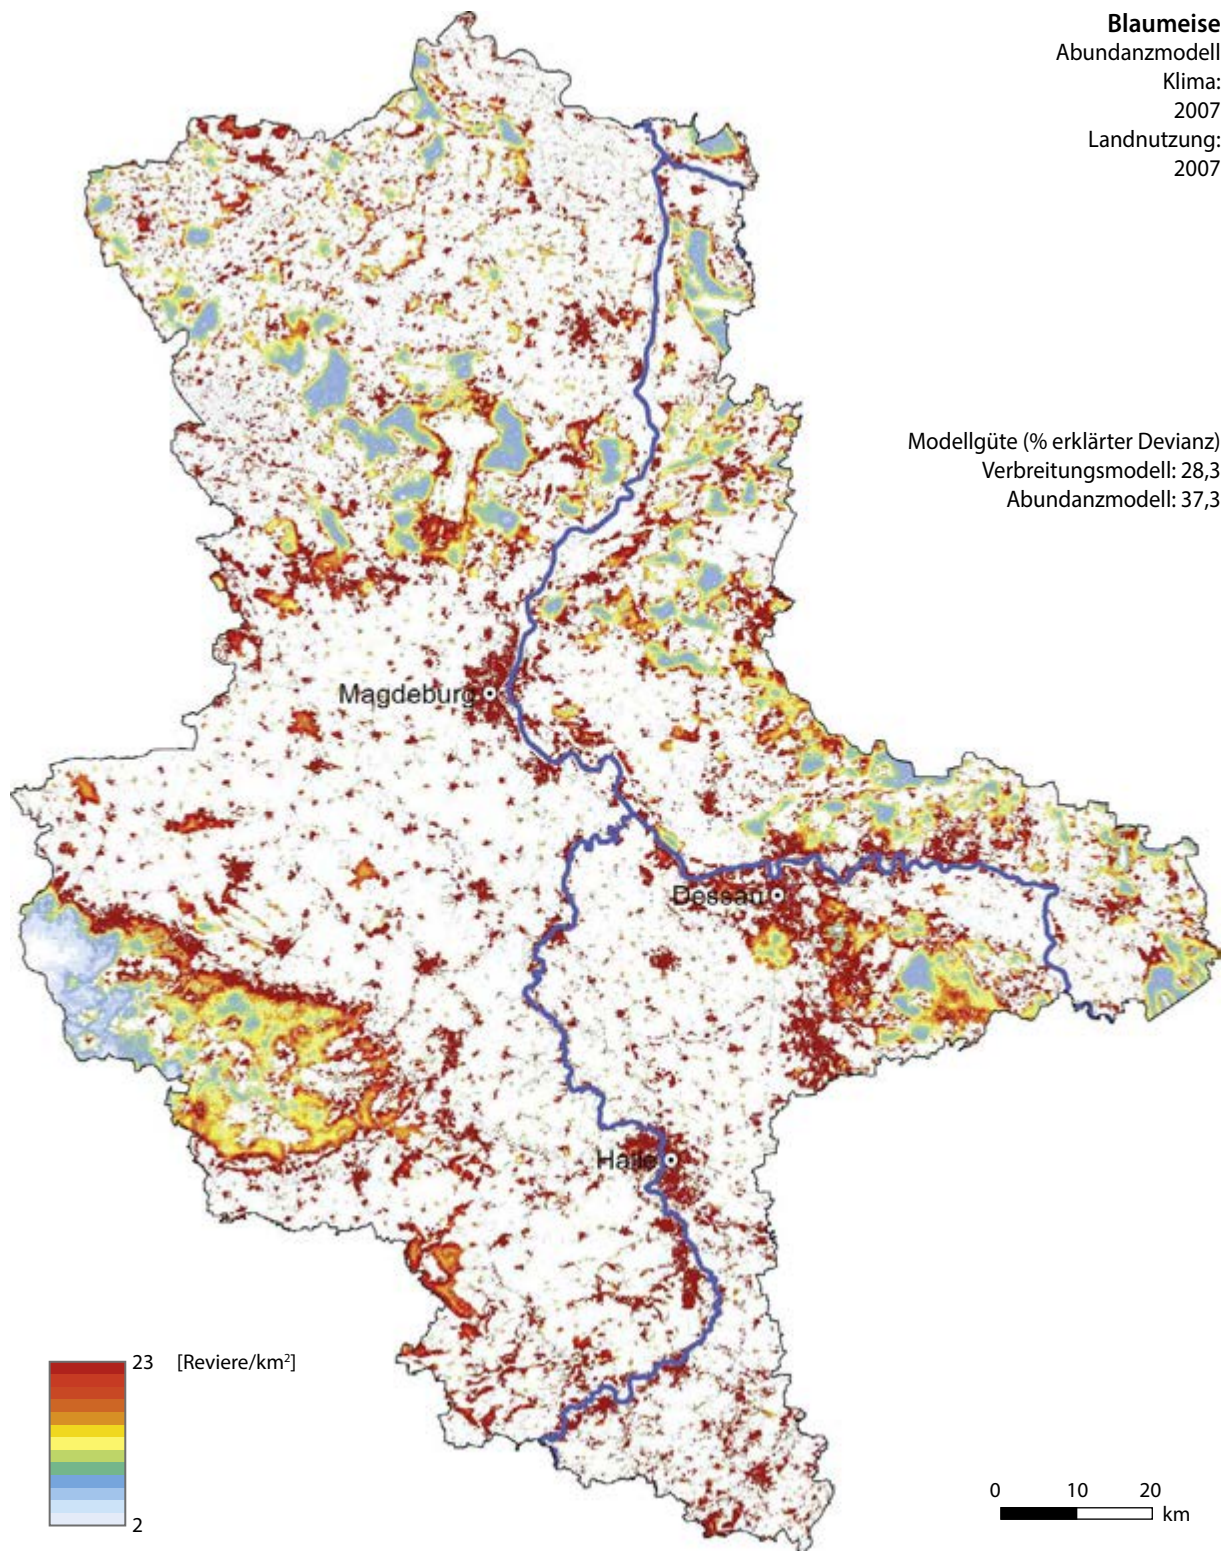 Blaumeise
Abundanzmodell
Klima:
2007
Landnutzung:
2007
Modellgüte (% erklärter Devianz)
Verbreitungsmodell: 28,3
Abundanzmodell: 37,3
Magdeburg
Dessau
Halle
23 [Reviere/km²]
2
0 10 20
km